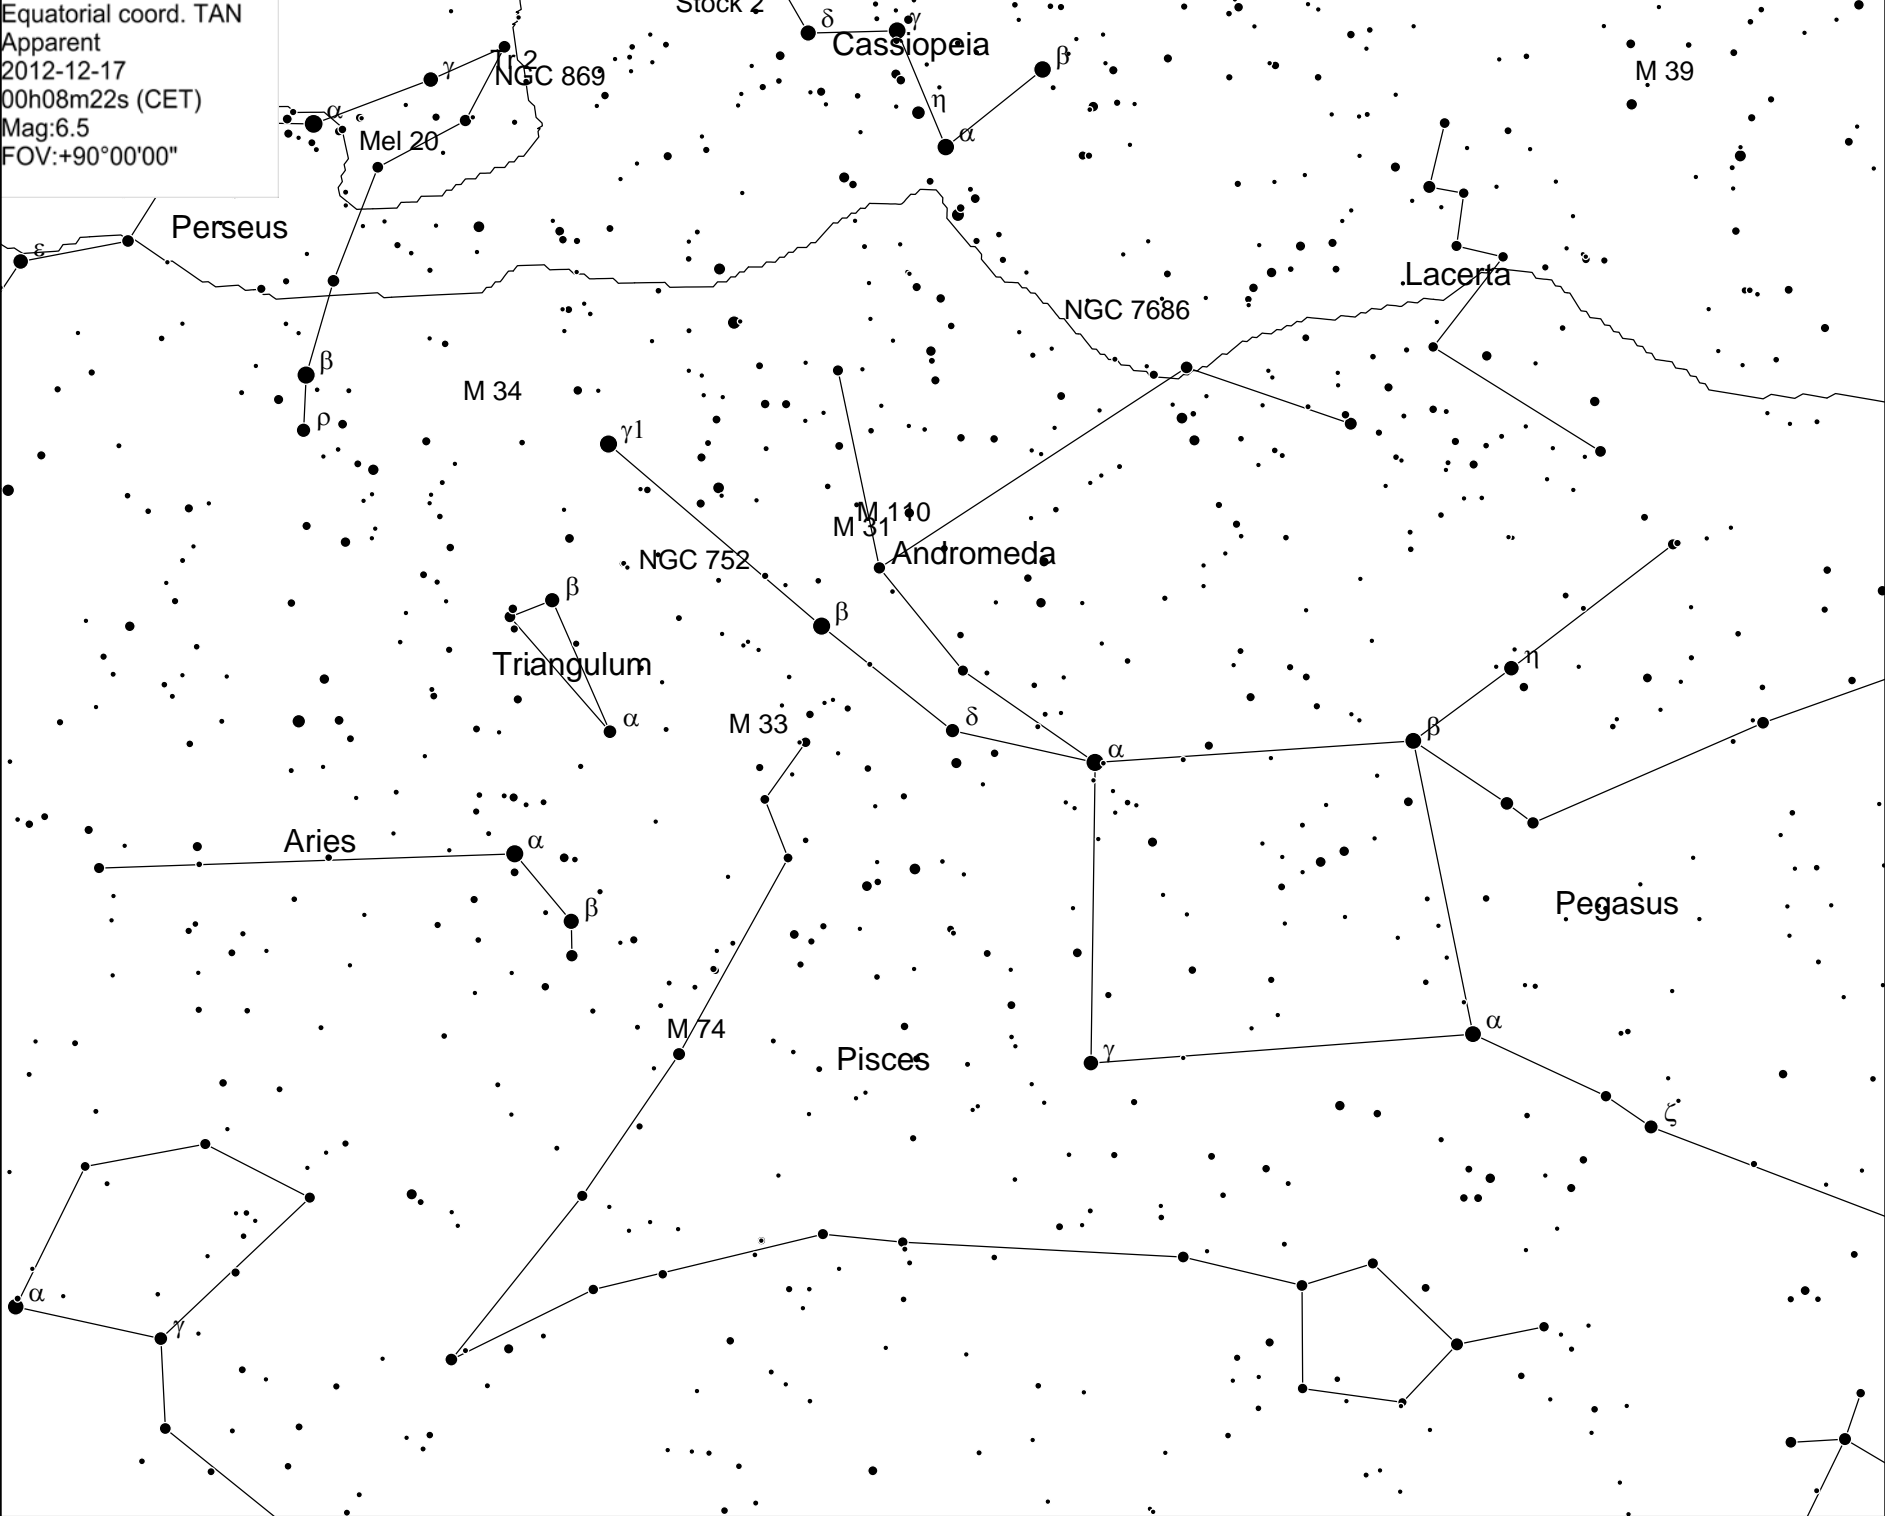 Equatorial coord. TAN
Apparent
2012-12-17
00h08m22s (CET)
Mag:6.5
FOV:+90°00'00"
Stock 2
δ
γ
Cassiopeia
β
η
α
M 39
γ
Tr 2
NGC 869
α
Mel 20
Perseus
ε
Lacerta
NGC 7686
β
M 34
ρ
γ1
M 110
M 31
Andromeda
NGC 752
β
β
Triangulum
η
α
M 33
δ
α
β
Aries
α
β
Pegasus
M 74
Pisces
γ
α
ζ
α
γ